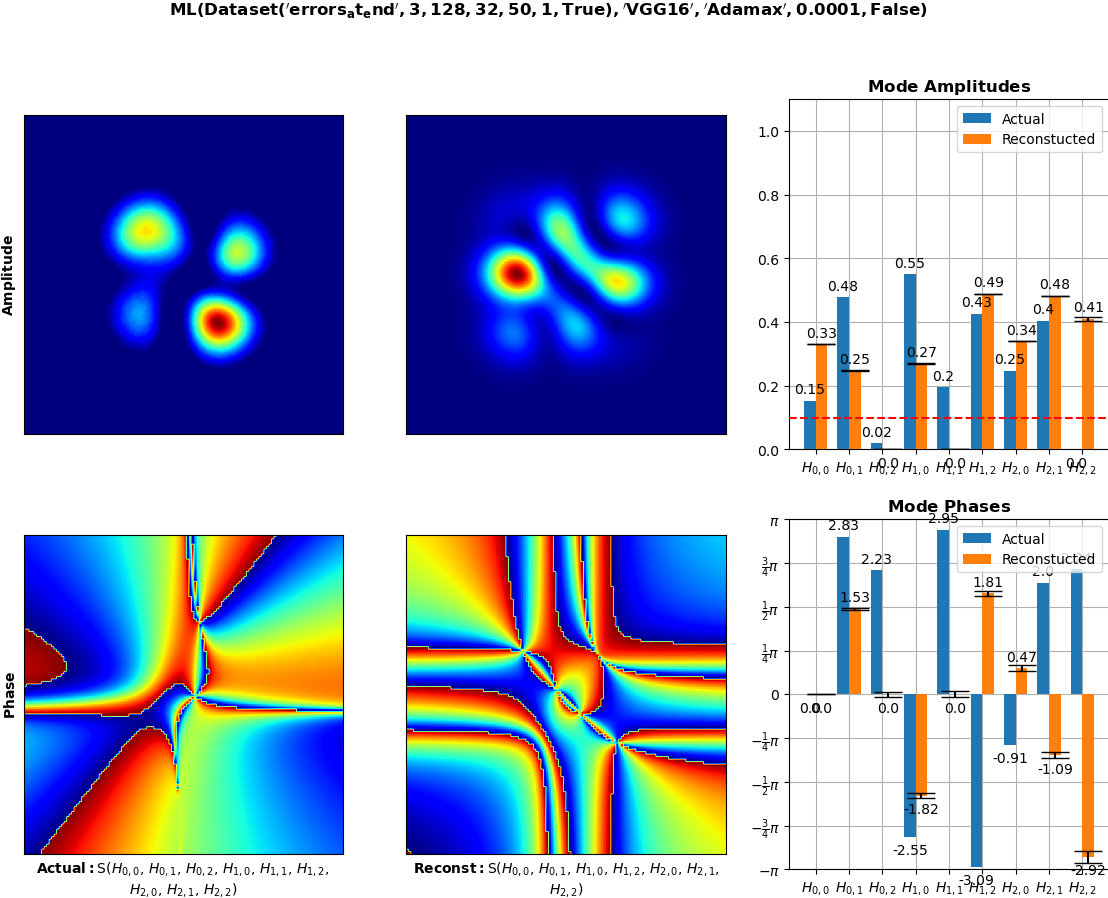 ML(Dataset('errors_at_end', 3, 128, 32, 50, 1, True), 'VGG16', 'Adamax', 0.0001, False)
Amplitude
Mode Amplitudes
Actual
Reconstucted
1.0
0.8
0.6
0.4
0.2
0.0
0.15
0.33
0.48
0.25
0.02
0.0
0.55
0.27
0.2
0.0
0.43
0.49
0.25
0.34
0.4
0.48
0.0
0.41
H0,0 H0,1 H0,2 H1,0 H1,1 H1,2 H2,0 H2,1 H2,2
Phase
Actual: S(H0,0, H0,1, H0,2, H1,0, H1,1, H1,2,
H2,0, H2,1, H2,2)
Reconst: S(H0,0, H0,1, H1,0, H1,2, H2,0, H2,1,
H2,2)
Mode Phases
Actual
Reconstucted
π
3/4π
1/2π
1/4π
0
−1/4π
−1/2π
−3/4π
−π
0.0
0.0
2.83
1.53
2.23
0.0
-2.55
-1.82
2.95
0.0
-3.09
1.81
-0.91
0.47
2.0
-1.09
-2.92
H0,0 H0,1 H0,2 H1,0 H1,1 H1,2 H2,0 H2,1 H2,2